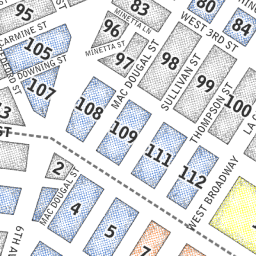 95
83
80
84
MINETTA LN
WEST 3RD ST
CARMINE ST
96
105
MINETTA ST
97
98
DOWNING ST
107
MAC DOUGAL ST
SULLIVAN ST
99
108
100
109
THOMPSON ST
111
112
2
MAC DOUGAL ST
4
5
WEST BROADWAY
7